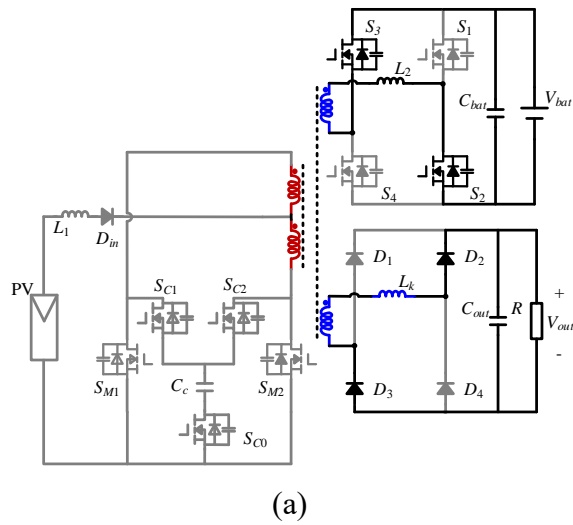 S3
S1
L2
Cbat
Vbat
S4
S2
L1
Din
PV
SC1
SC2
SM1
Cc
SM2
SC0
D1
D2
Lk
Cout
R
+
Vout
-
D3
D4
(a)